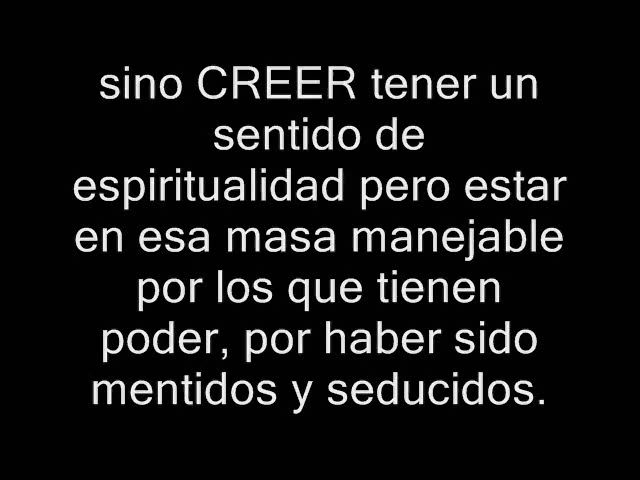 sino CREER tener un
sentido de
espiritualidad pero estar
en esa masa manejable
por los que tienen
poder, por haber sido
mentidos y seducidos.